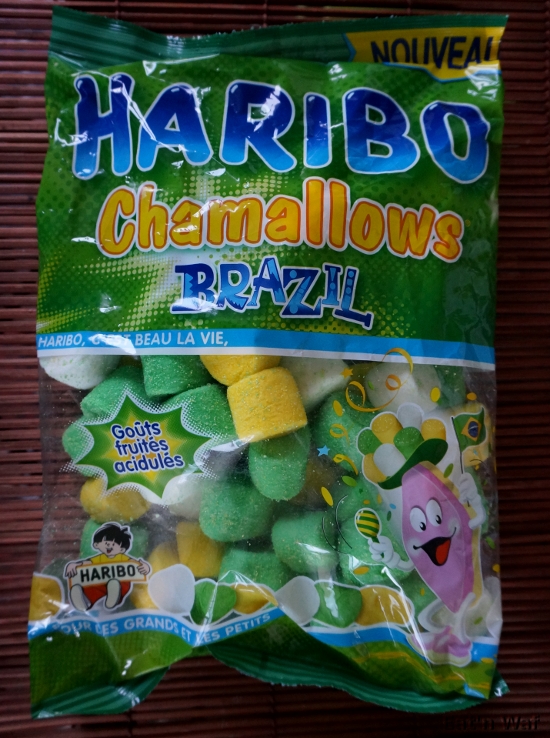 NOUVEAU
HARIBO
Chamallows
BRAZIL
HARIBO, C'EST BEAU LA VIE,
Goûts
fruités
acidulés
HARIBO
POUR LES GRANDS ET LES PETITS